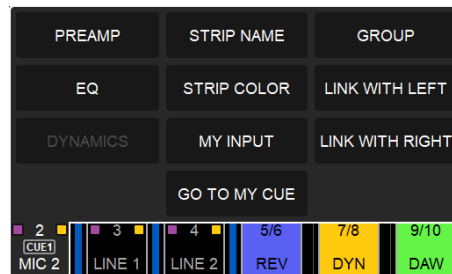 PREAMP STRIP NAME GROUP
EQ STRIP COLOR LINK WITH LEFT
DYNAMICS MY INPUT LINK WITH RIGHT
GO TO MY CUE
2 3 4 5/6 7/8 9/10
CUE1
MIC 2 LINE 1 LINE 2 REV DYN DAW